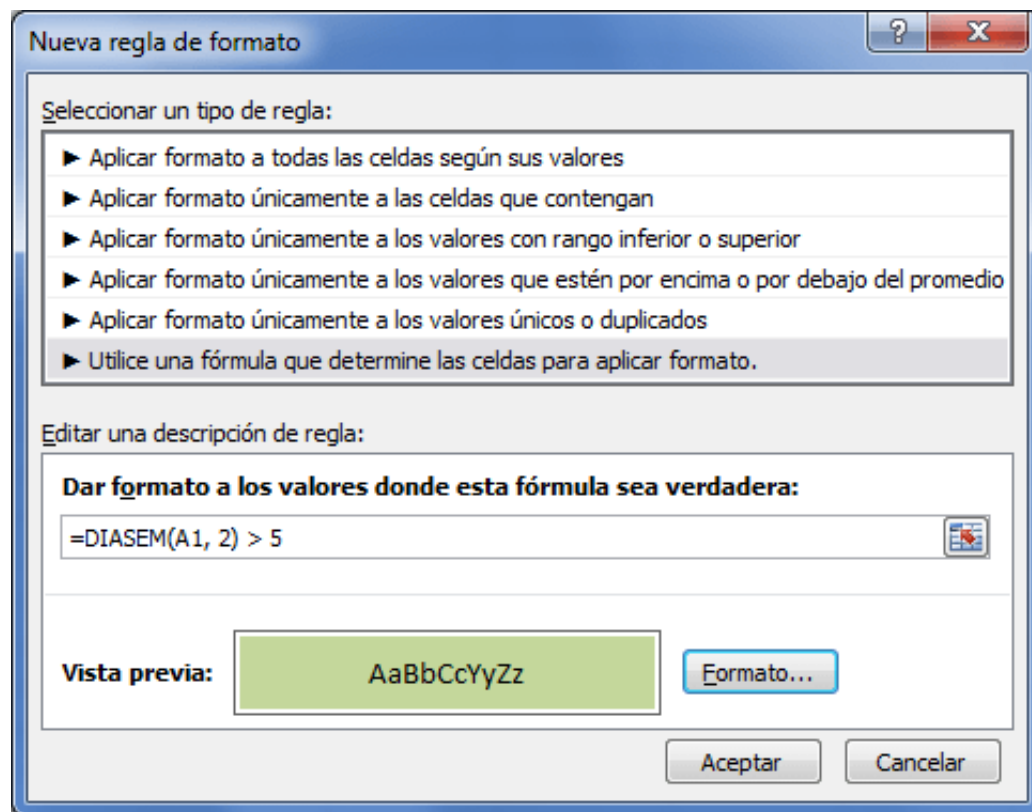 Nueva regla de formato
Seleccionar un tipo de regla:
► Aplicar formato a todas las celdas según sus valores
► Aplicar formato únicamente a las celdas que contengan
► Aplicar formato únicamente a los valores con rango inferior o superior
► Aplicar formato únicamente a los valores que estén por encima o por debajo del promedio
► Aplicar formato únicamente a los valores únicos o duplicados
► Utilice una fórmula que determine las celdas para aplicar formato.
Editar una descripción de regla:
Dar formato a los valores donde esta fórmula sea verdadera:
=DIASEM(A1, 2) > 5
Vista previa: AaBbCcYyZz Formato...
Aceptar Cancelar